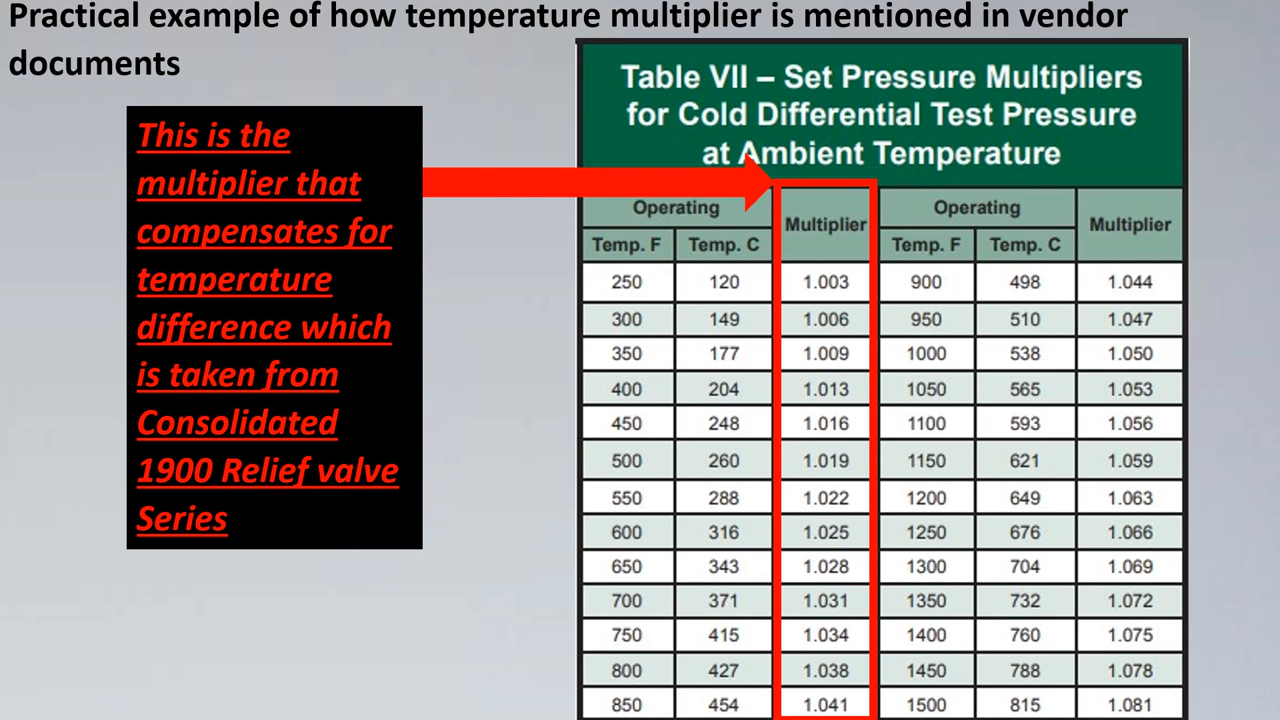 Practical example of how temperature multiplier is mentioned in vendor
documents
This is the
multiplier that
compensates for
temperature
difference which
is taken from
Consolidated
1900 Relief valve
Series
Table VII – Set Pressure Multipliers
for Cold Differential Test Pressure
at Ambient Temperature
Operating Multiplier Operating Multiplier
Temp. F Temp. C Temp. F Temp. C
250 120 1.003 900 498 1.044
300 149 1.006 950 510 1.047
350 177 1.009 1000 538 1.050
400 204 1.013 1050 565 1.053
450 248 1.016 1100 593 1.056
500 260 1.019 1150 621 1.059
550 288 1.022 1200 649 1.063
600 316 1.025 1250 676 1.066
650 343 1.028 1300 704 1.069
700 371 1.031 1350 732 1.072
750 415 1.034 1400 760 1.075
800 427 1.038 1450 788 1.078
850 454 1.041 1500 815 1.081